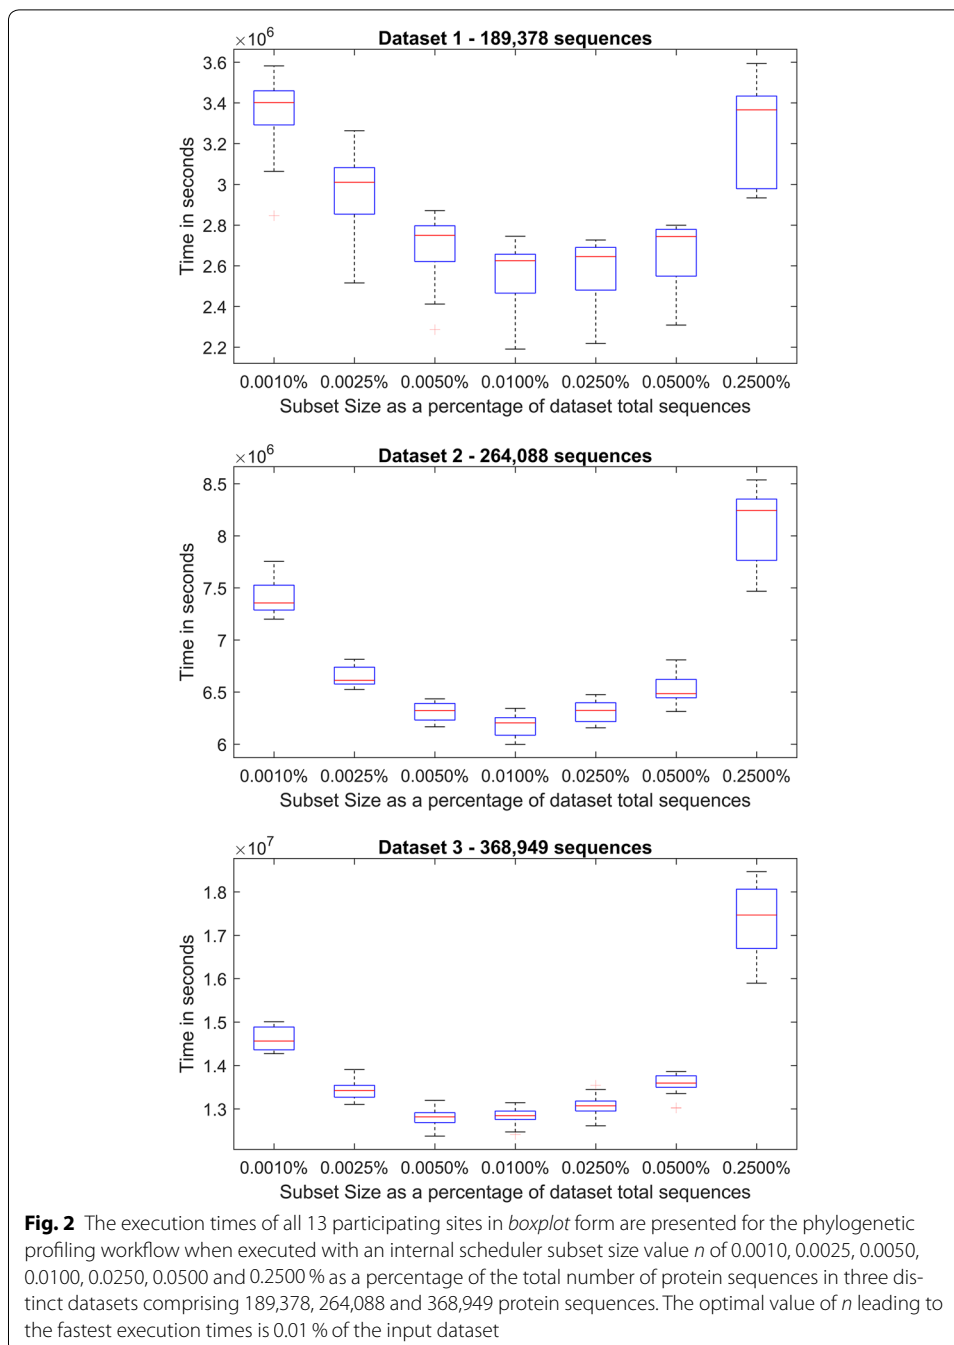 ×10⁶
Dataset 1 - 189,378 sequences
3.6
3.4
3.2
3
2.8
2.6
2.4
2.2
Time in seconds
0.0010% 0.0025% 0.0050% 0.0100% 0.0250% 0.0500% 0.2500%
Subset Size as a percentage of dataset total sequences
×10⁶
Dataset 2 - 264,088 sequences
8.5
8
7.5
7
6.5
6
Time in seconds
0.0010% 0.0025% 0.0050% 0.0100% 0.0250% 0.0500% 0.2500%
Subset Size as a percentage of dataset total sequences
×10⁷
Dataset 3 - 368,949 sequences
1.8
1.7
1.6
1.5
1.4
1.3
Time in seconds
0.0010% 0.0025% 0.0050% 0.0100% 0.0250% 0.0500% 0.2500%
Subset Size as a percentage of dataset total sequences
Fig. 2 The execution times of all 13 participating sites in boxplot form are presented for the phylogenetic
profiling workflow when executed with an internal scheduler subset size value n of 0.0010, 0.0025, 0.0050,
0.0100, 0.0250, 0.0500 and 0.2500 % as a percentage of the total number of protein sequences in three dis-
tinct datasets comprising 189,378, 264,088 and 368,949 protein sequences. The optimal value of n leading to
the fastest execution times is 0.01 % of the input dataset